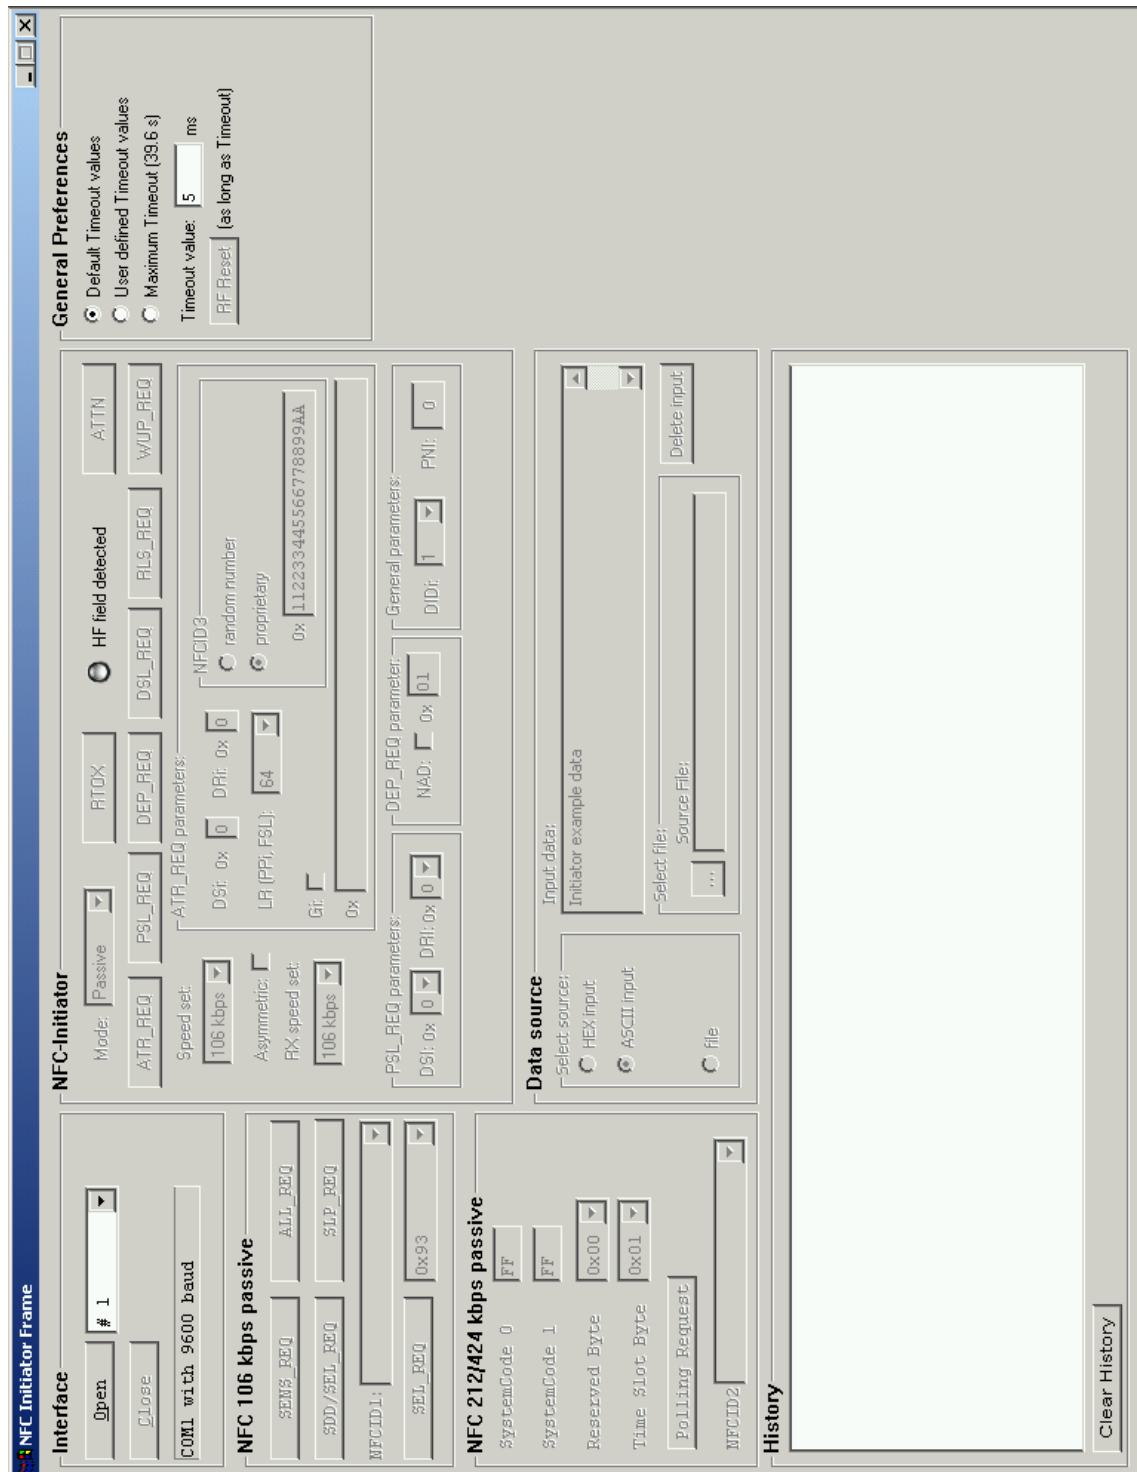 NFC Initiator Frame
Interface
Open
# 1
Close
COM1 with 9600 baud
NFC 106 kbps passive
SENS_REQ
ALL_REQ
SDD/SEL_REQ
SLP_REQ
NFCID1:
SEL_REQ
0x93
NFC 212/424 kbps passive
SystemCode 0
FF
SystemCode 1
FF
Reserved Byte
0x00
Time Slot Byte
0x01
Polling Request
NFCID2
NFC-Initiator
Mode:
Passive
RTOX
HF field detected
ATTN
ATR_REQ
PSL_REQ
DEP_REQ
DSL_REQ
RLS_REQ
WUP_REQ
Speed set:
106 kbps
Asymmetric:
RX speed set:
106 kbps
ATR_REQ parameters:
DSi: 0x 0
DRi: 0x 0
LR (PPi, FSL):
64
NFCID3
random number
proprietary
0x 112233445566778899AA
Gi:
0x
PSL_REQ parameters:
DSI: 0x 0
DRI: 0x 0
DEP_REQ parameter:
NAD:
0x 01
General parameters:
DIDi: 1
PNI: 0
General Preferences
Default Timeout values
User defined Timeout values
Maximum Timeout (39.6 s)
Timeout value: 5 ms
RF Reset (as long as Timeout)
Data source
Select source:
HEX input
ASCII input
file
Input data:
Initiator example data
Select file:
Source File:
...
Delete input
History
Clear History